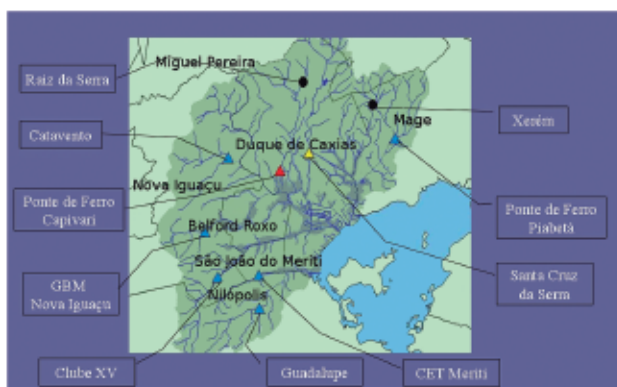 Miguel Pereira
Raiz da Serra
Mage
Xerém
Catavento
Duque de Caxias
Nova Iguaçu
Ponte de Ferro
Capivari
Ponte de Ferro
Piabetá
Belford Roxo
São João do Meriti
Santa Cruz
da Serra
GBM
Nova Iguaçu
Nilópolis
Clube XV
Guadalupe
CET Meriti